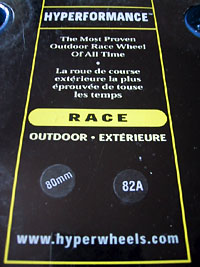 HYPERFORMANCE™
The Most Proven
Outdoor Race Wheel
Of All Time
•
La roue de course
extérieure la plus
éprouvée de touse
les temps
RACE
OUTDOOR • EXTÉRIEURE
80mm
82A
www.hyperwheels.com